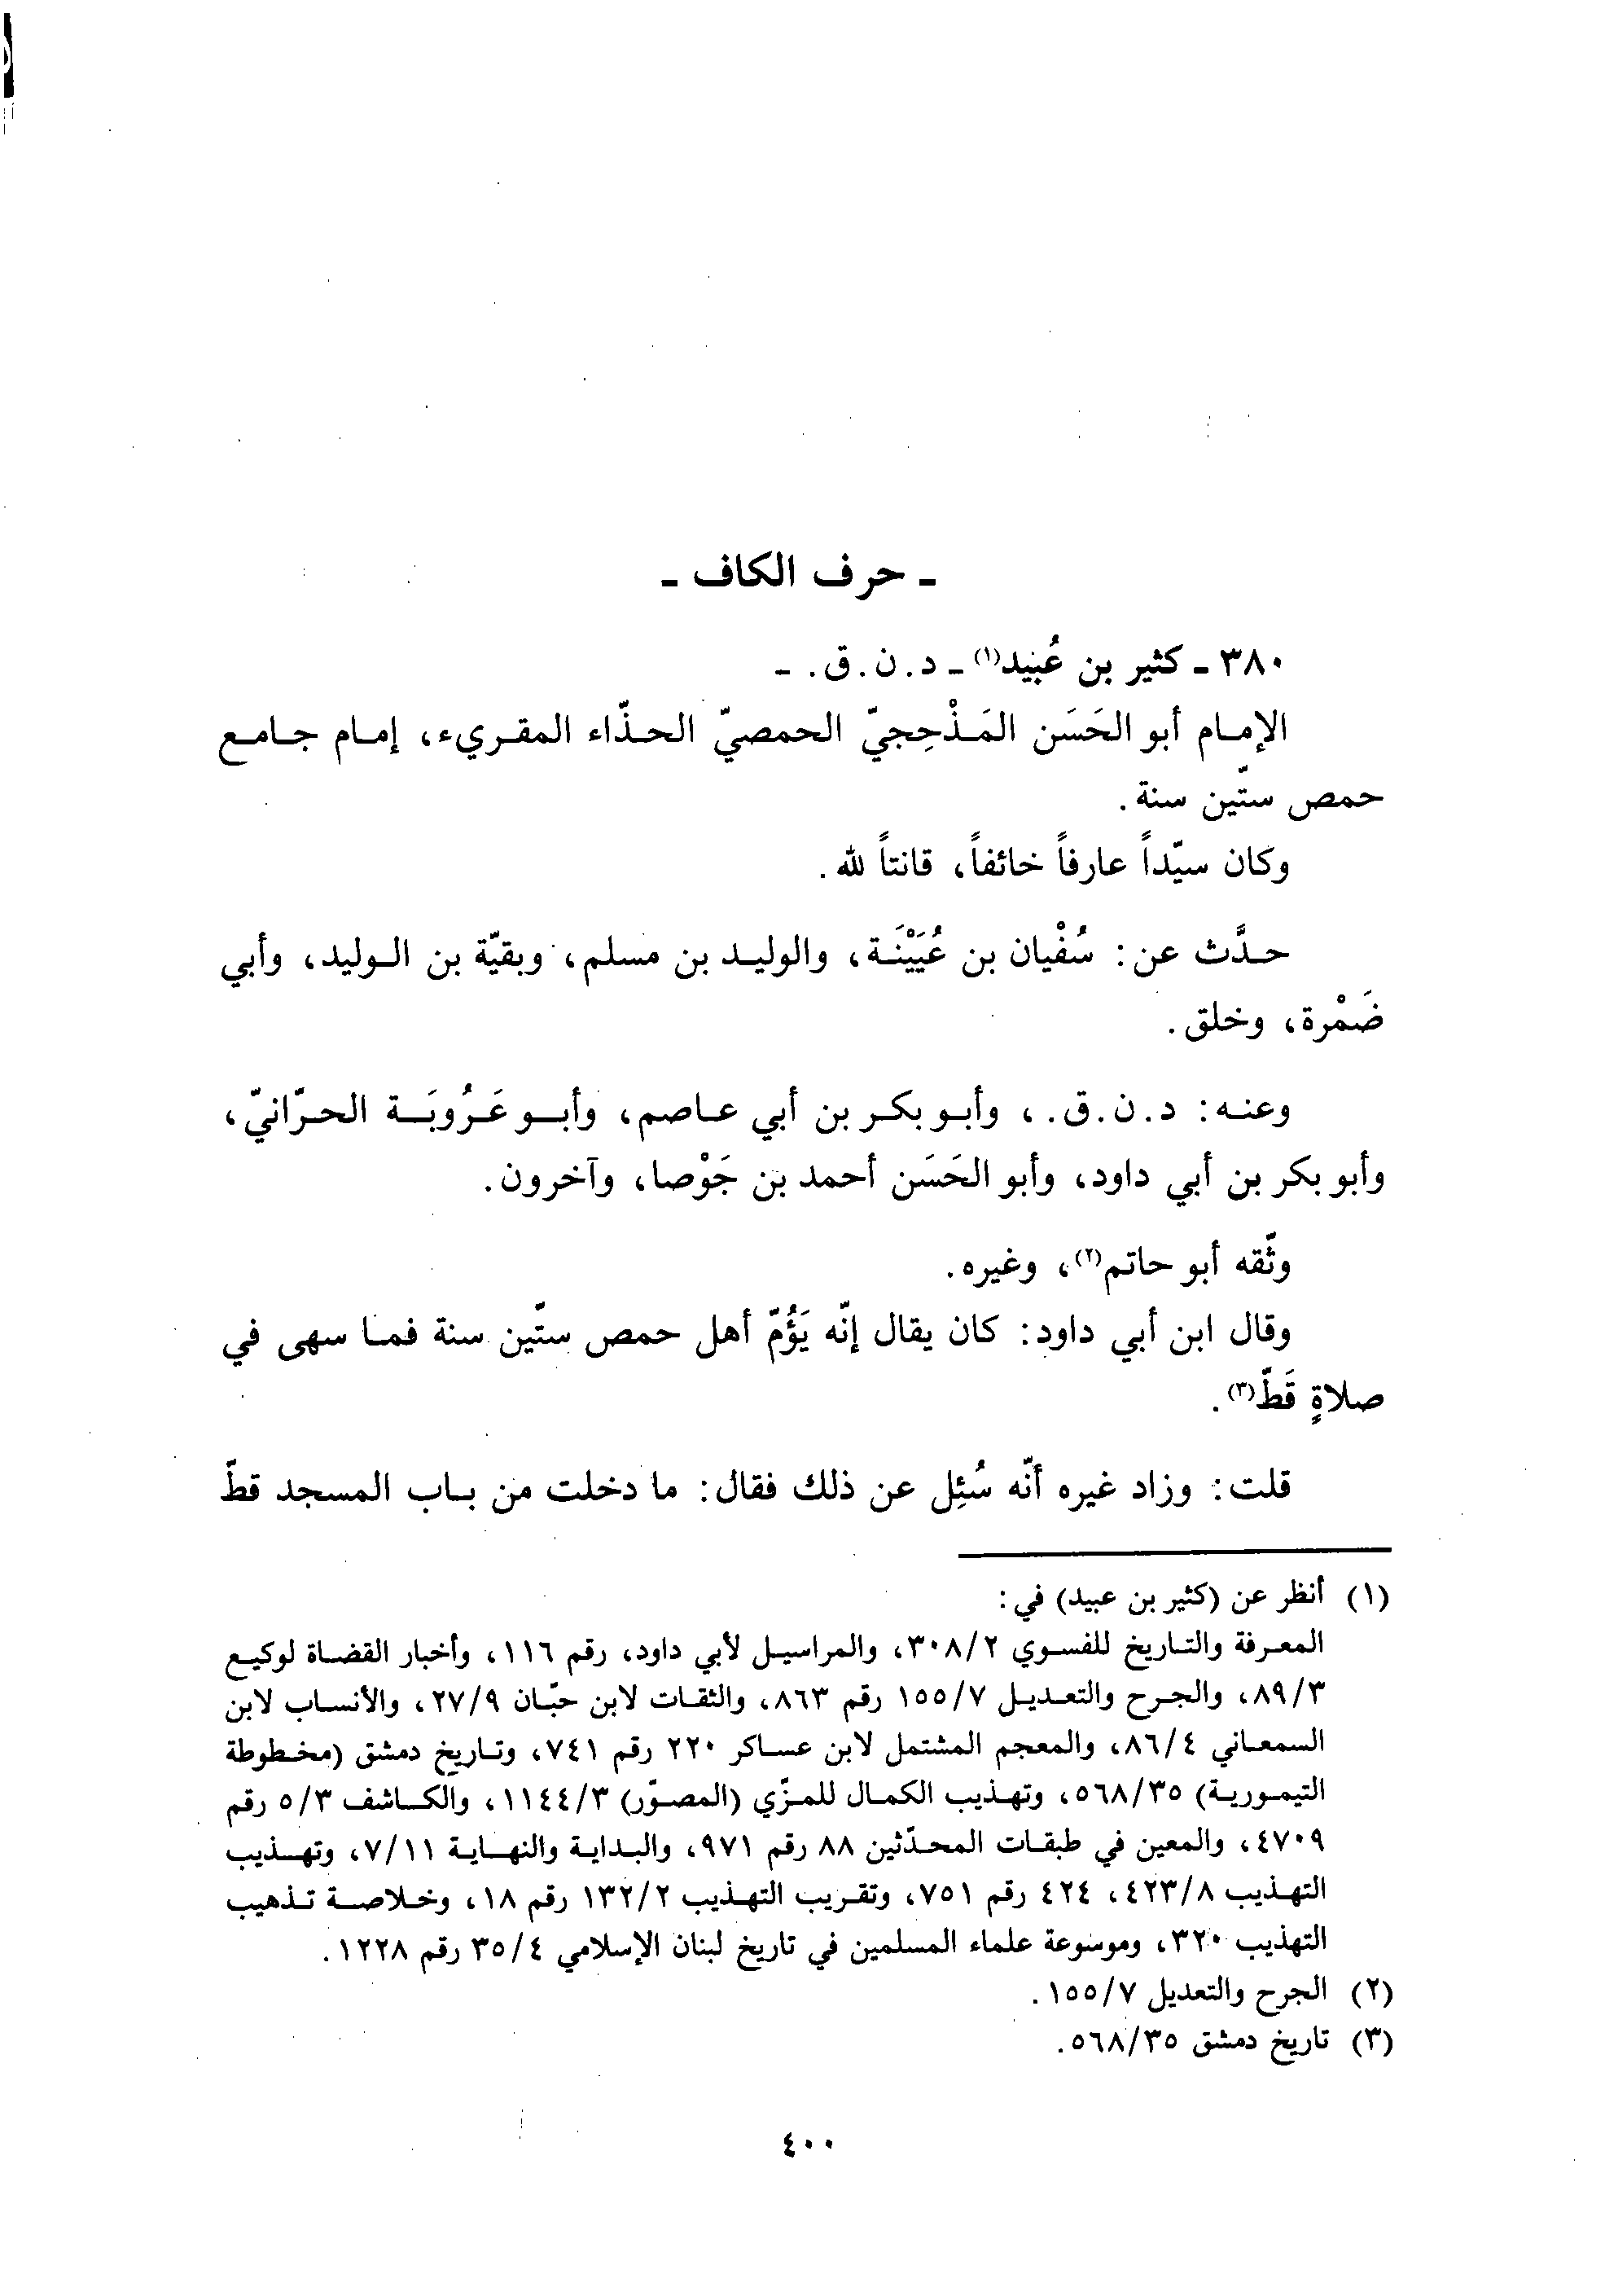 ـ حرف الكاف ـ
٣٨٠ ـ كثير بن عُبيد(١) ـ د. ن. ق. ـ
الإمام أبو الحَسَن المَذْحِجيّ الحمصيّ الحذّاء المقريء، إمام جامع
حمص ستّين سنة.
وكان سيّداً عارفاً خائفاً، قانتاً لله.
حدَّث عن: سُفْيان بن عُيَيْنَة، والوليد بن مسلم، وبقيّة بن الوليد، وأبي
ضَمْرة، وخلق.
وعنه: د. ن. ق.، وأبو بكر بن أبي عاصم، وأبو عَرُوبَة الحرّانيّ،
وأبو بكر بن أبي داود، وأبو الحَسَن أحمد بن جَوْصا، وآخرون.
وثّقه أبو حاتم(٢)، وغيره.
وقال ابن أبي داود: كان يقال إنّه يَؤُمّ أهل حمص ستّين سنة فما سهى في
صلاةٍ قَطّ(٣).
قلت: وزاد غيره أنّه سُئِل عن ذلك فقال: ما دخلت من باب المسجد قطّ
(١) أنظر عن (كثير بن عبيد) في:
المعرفة والتاريخ للفسوي ٣٠٨/٢، والمراسيل لأبي داود، رقم ١١٦، وأخبار القضاة لوكيع
٨٩/٣، والجرح والتعديل ١٥٥/٧ رقم ٨٦٣، والثقات لابن حبّان ٢٧/٩، والأنساب لابن
السمعاني ٨٦/٤، والمعجم المشتمل لابن عساكر ٢٢٠ رقم ٧٤١، وتاريخ دمشق (مخطوطة
التيمورية) ٥٦٨/٣٥، وتهذيب الكمال للمزّي (المصوّر) ١١٤٤/٣، والكاشف ٥/٣ رقم
٤٧٠٩، والمعين في طبقات المحدّثين ٨٨ رقم ٩٧١، والبداية والنهاية ٧/١١، وتهذيب
التهذيب ٤٢٣/٨، ٤٢٤ رقم ٧٥١، وتقريب التهذيب ١٣٢/٢ رقم ١٨، وخلاصة تذهيب
التهذيب ٣٢٠، وموسوعة علماء المسلمين في تاريخ لبنان الإسلامي ٣٥/٤ رقم ١٢٢٨.
(٢) الجرح والتعديل ١٥٥/٧.
(٣) تاريخ دمشق ٥٦٨/٣٥.
٤٠٠